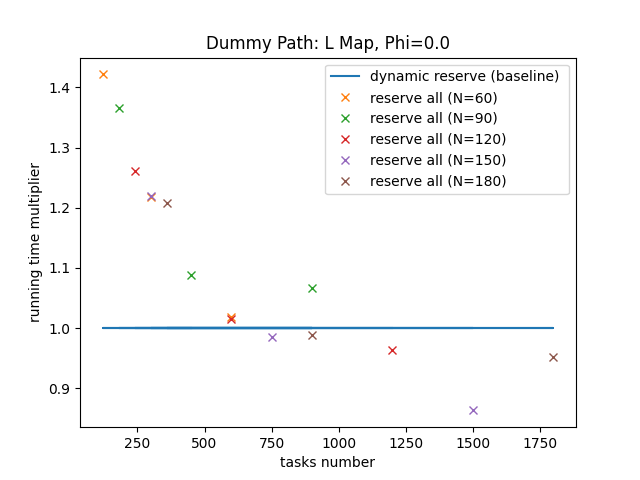 Dummy Path: L Map, Phi=0.0
dynamic reserve (baseline)
reserve all (N=60)
reserve all (N=90)
reserve all (N=120)
reserve all (N=150)
reserve all (N=180)
running time multiplier
1.4
1.3
1.2
1.1
1.0
0.9
250 500 750 1000 1250 1500 1750
tasks number